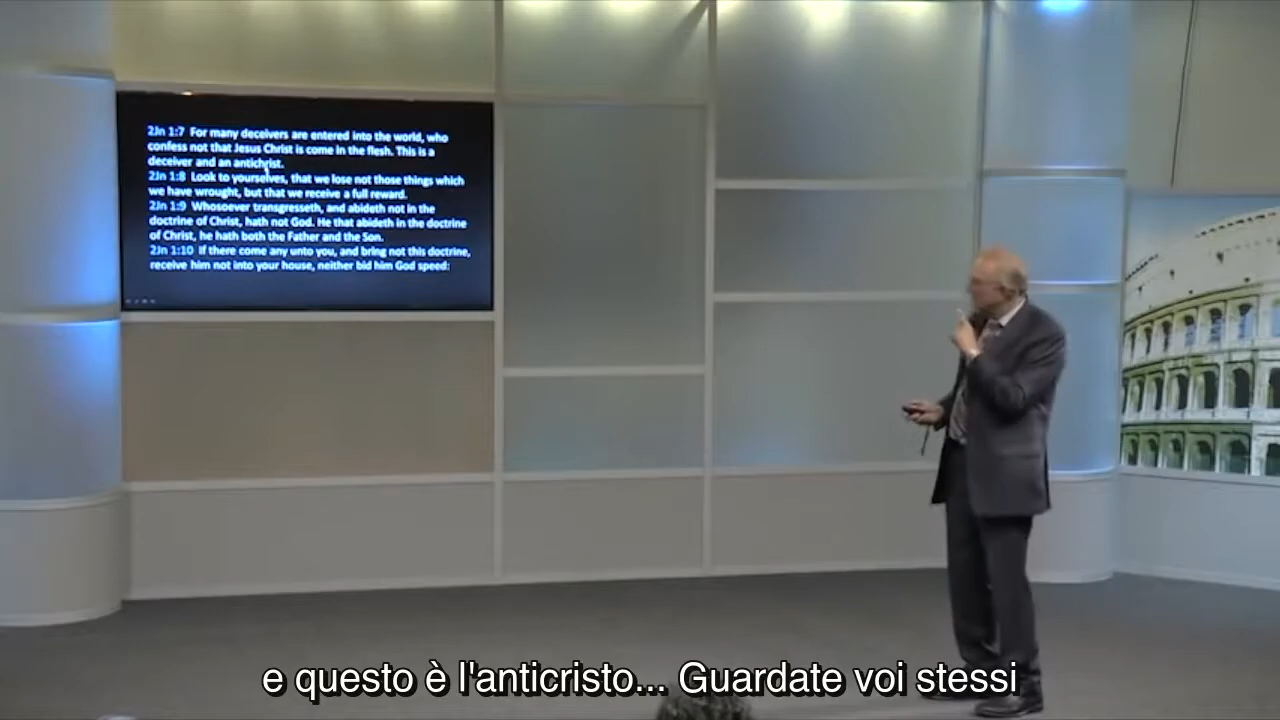 2Jn 1:7 For many deceivers are entered into the world, who
confess not that Jesus Christ is come in the flesh. This is a
deceiver and an antichrist.
2Jn 1:8 Look to yourselves, that we lose not those things which
we have wrought, but that we receive a full reward.
2Jn 1:9 Whosoever transgresseth, and abideth not in the
doctrine of Christ, hath not God. He that abideth in the doctrine
of Christ, he hath both the Father and the Son.
2Jn 1:10 If there come any unto you, and bring not this doctrine,
receive him not into your house, neither bid him God speed:
e questo è l'anticristo... Guardate voi stessi